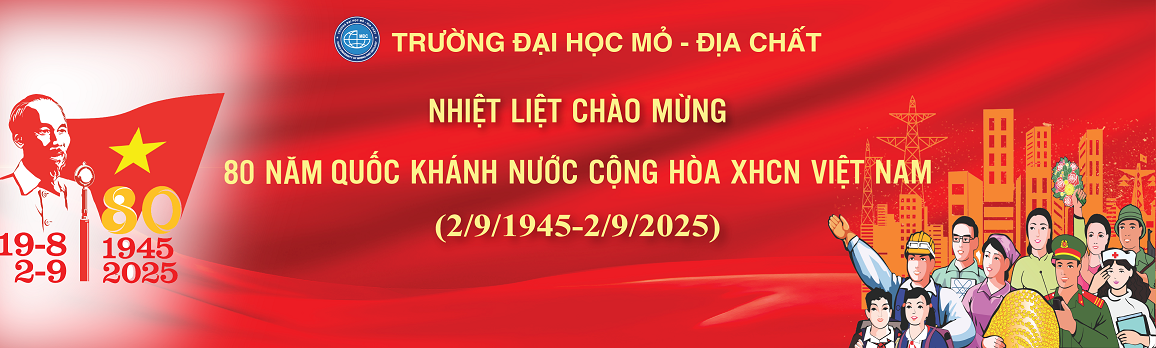 TRƯỜNG ĐẠI HỌC MỎ - ĐỊA CHẤT
NHIỆT LIỆT CHÀO MỪNG
80 NĂM QUỐC KHÁNH NƯỚC CỘNG HÒA XHCN VIỆT NAM
(2/9/1945-2/9/2025)
80
19-8
2-9
1945
2025